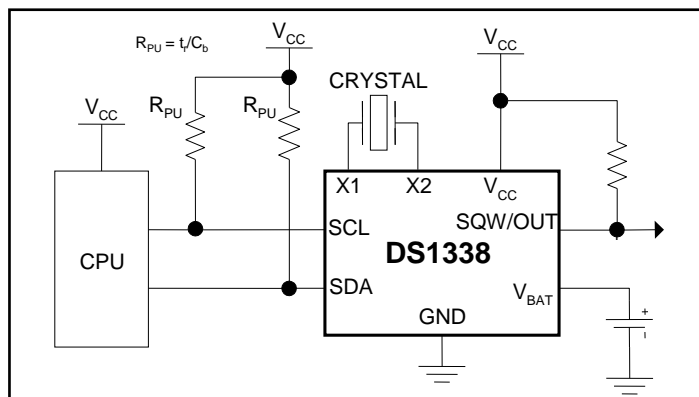 R_PU = t_r/C_b
V_CC
V_CC
CRYSTAL
V_CC
R_PU
R_PU
X1
X2
V_CC
SCL
SQW/OUT
CPU
DS1338
SDA
V_BAT
GND
+